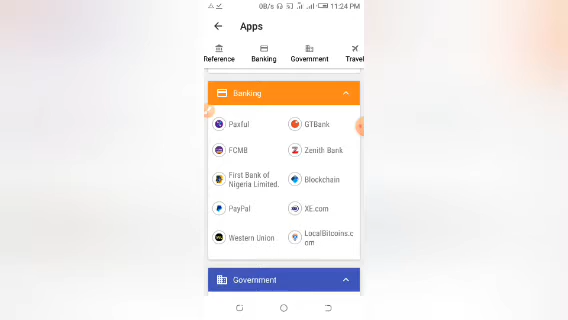 0B/s 11:24 PM
Apps
Reference Banking Government Travel
Banking
Paxful GTBank
FCMB Zenith Bank
First Bank of
Nigeria Limited. Blockchain
PayPal XE.com
Western Union LocalBitcoins.c
om
Government